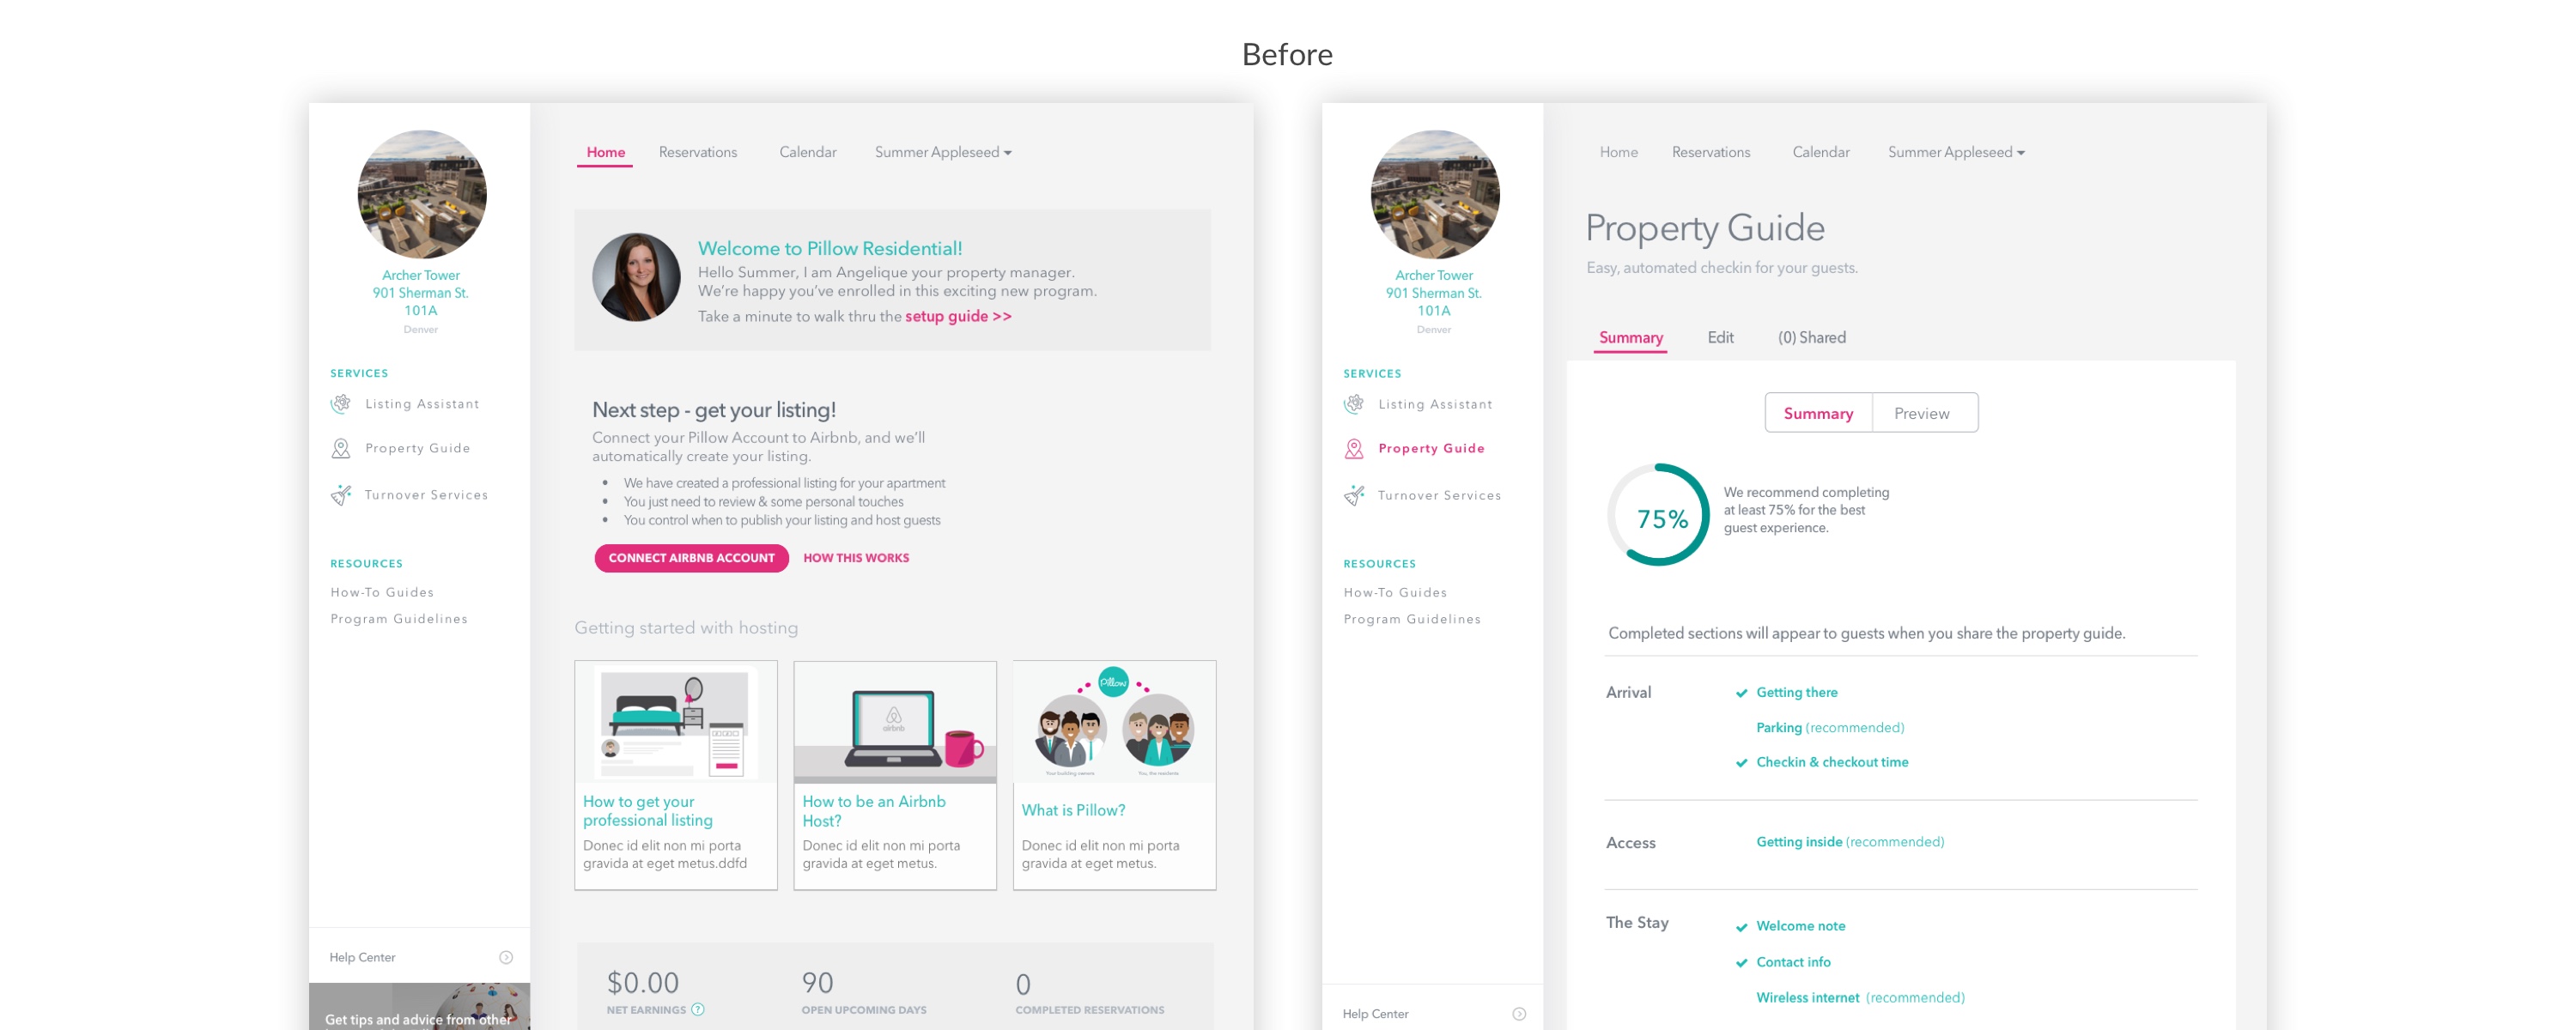 Before
Archer Tower
901 Sherman St.
101A
Denver
SERVICES
Listing Assistant
Property Guide
Turnover Services
RESOURCES
How-To Guides
Program Guidelines
Help Center
Get tips and advice from other
Home Reservations Calendar Summer Appleseed
Welcome to Pillow Residential!
Hello Summer, I am Angelique your property manager.
We're happy you've enrolled in this exciting new program.
Take a minute to walk thru the setup guide >>
Next step - get your listing!
Connect your Pillow Account to Airbnb, and we'll
automatically create your listing.
• We have created a professional listing for your apartment
• You just need to review & some personal touches
• You control when to publish your listing and host guests
CONNECT AIRBNB ACCOUNT HOW THIS WORKS
Getting started with hosting
How to get your
professional listing
Donec id elit non mi porta
gravida at eget metus.ddfd
airbnb
How to be an Airbnb
Host?
Donec id elit non mi porta
gravida at eget metus.
Pillow
Your building owners You, the residents
What is Pillow?
Donec id elit non mi porta
gravida at eget metus.
$0.00 90 0
NET EARNINGS ? OPEN UPCOMING DAYS COMPLETED RESERVATIONS
Archer Tower
901 Sherman St.
101A
Denver
SERVICES
Listing Assistant
Property Guide
Turnover Services
RESOURCES
How-To Guides
Program Guidelines
Help Center
Home Reservations Calendar Summer Appleseed
Property Guide
Easy, automated checkin for your guests.
Summary Edit (0) Shared
Summary Preview
75%
We recommend completing
at least 75% for the best
guest experience.
Completed sections will appear to guests when you share the property guide.
Arrival Getting there
Parking (recommended)
Checkin & checkout time
Access Getting inside (recommended)
The Stay Welcome note
Contact info
Wireless internet (recommended)